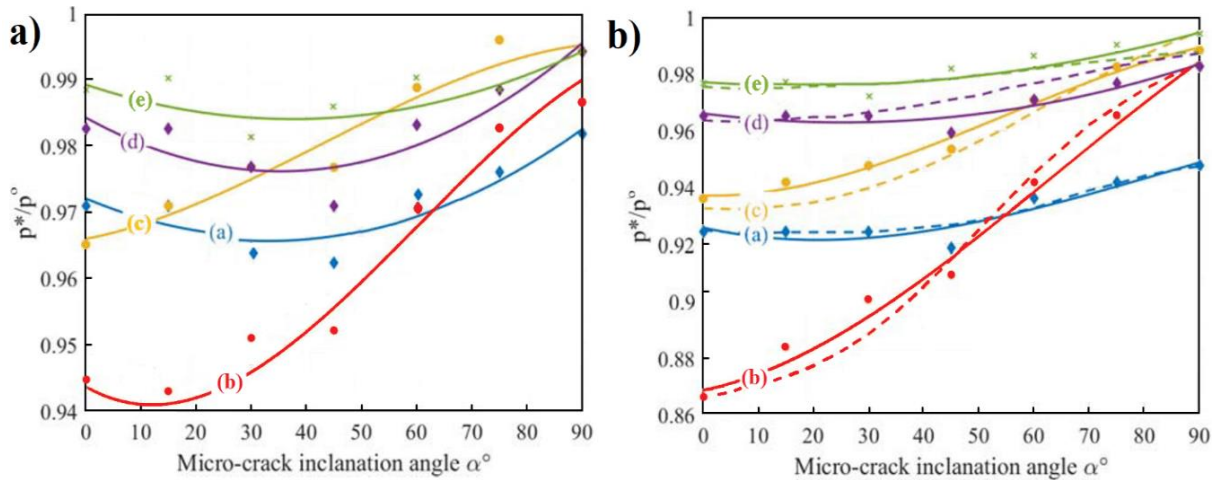 a)
p*/p°
1
0.99
0.98
0.97
0.96
0.95
0.94
(e)
(d)
(c)
(a)
(b)
0 10 20 30 40 50 60 70 80 90
Micro-crack inclanation angle α°
b)
p*/p°
1
0.98
0.96
0.94
0.92
0.9
0.88
0.86
(e)
(d)
(c)
(a)
(b)
0 10 20 30 40 50 60 70 80 90
Micro-crack inclanation angle α°